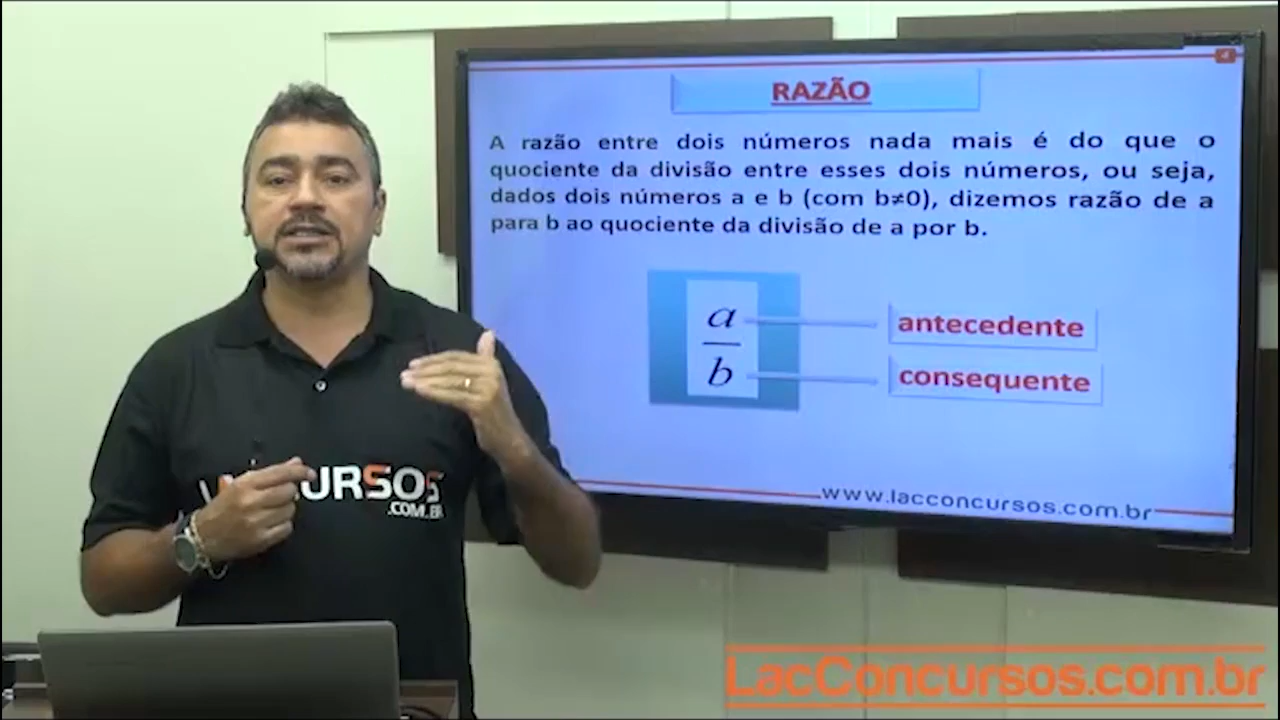 RAZÃO
A razão entre dois números nada mais é do que o
quociente da divisão entre esses dois números, ou seja,
dados dois números a e b (com b≠0), dizemos razão de a
para b ao quociente da divisão de a por b.
a
antecedente
b
consequente
www.lacconcursos.com.br
CURSOS
.COM.BR
LacConcursos.com.br